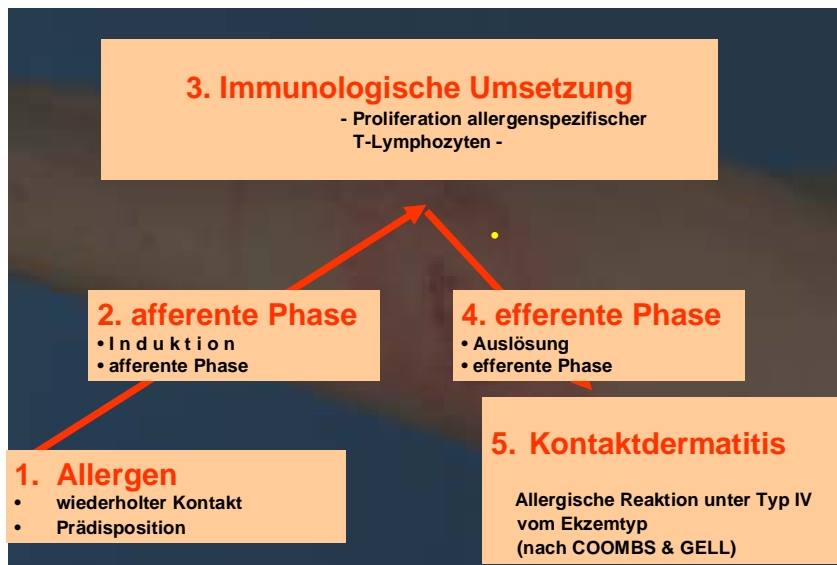 3. Immunologische Umsetzung
- Proliferation allergenspezifischer
T-Lymphozyten -
2. afferente Phase
• I n d u k t i o n
• afferente Phase
4. efferente Phase
• Auslösung
• efferente Phase
1. Allergen
• wiederholter Kontakt
• Prädisposition
5. Kontaktdermatitis
Allergische Reaktion unter Typ IV
vom Ekzemtyp
(nach COOMBS & GELL)